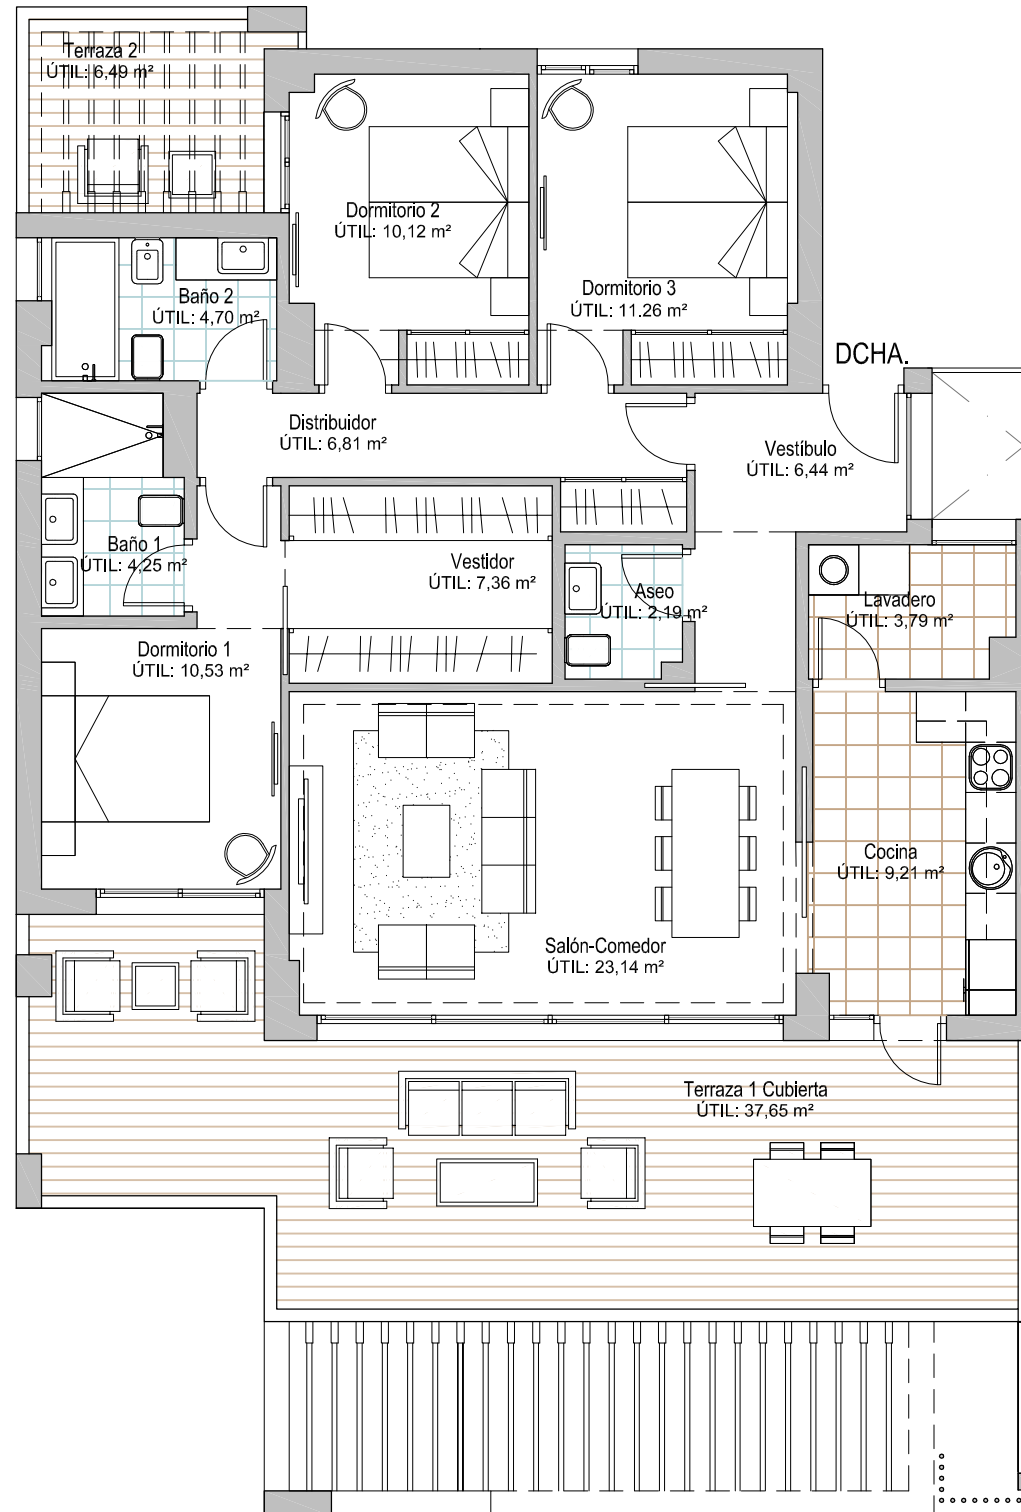 Terraza 2
ÚTIL: 6,49 m²
Dormitorio 2
ÚTIL: 10,12 m²
Dormitorio 3
ÚTIL: 11.26 m²
Baño 2
ÚTIL: 4,70 m²
DCHA.
Distribuidor
ÚTIL: 6,81 m²
Vestíbulo
ÚTIL: 6,44 m²
Baño 1
ÚTIL: 4,25 m²
Vestidor
ÚTIL: 7,36 m²
Aseo
ÚTIL: 2,19 m²
Lavadero
ÚTIL: 3,79 m²
Dormitorio 1
ÚTIL: 10,53 m²
Cocina
ÚTIL: 9,21 m²
Salón-Comedor
ÚTIL: 23,14 m²
Terraza 1 Cubierta
ÚTIL: 37,65 m²